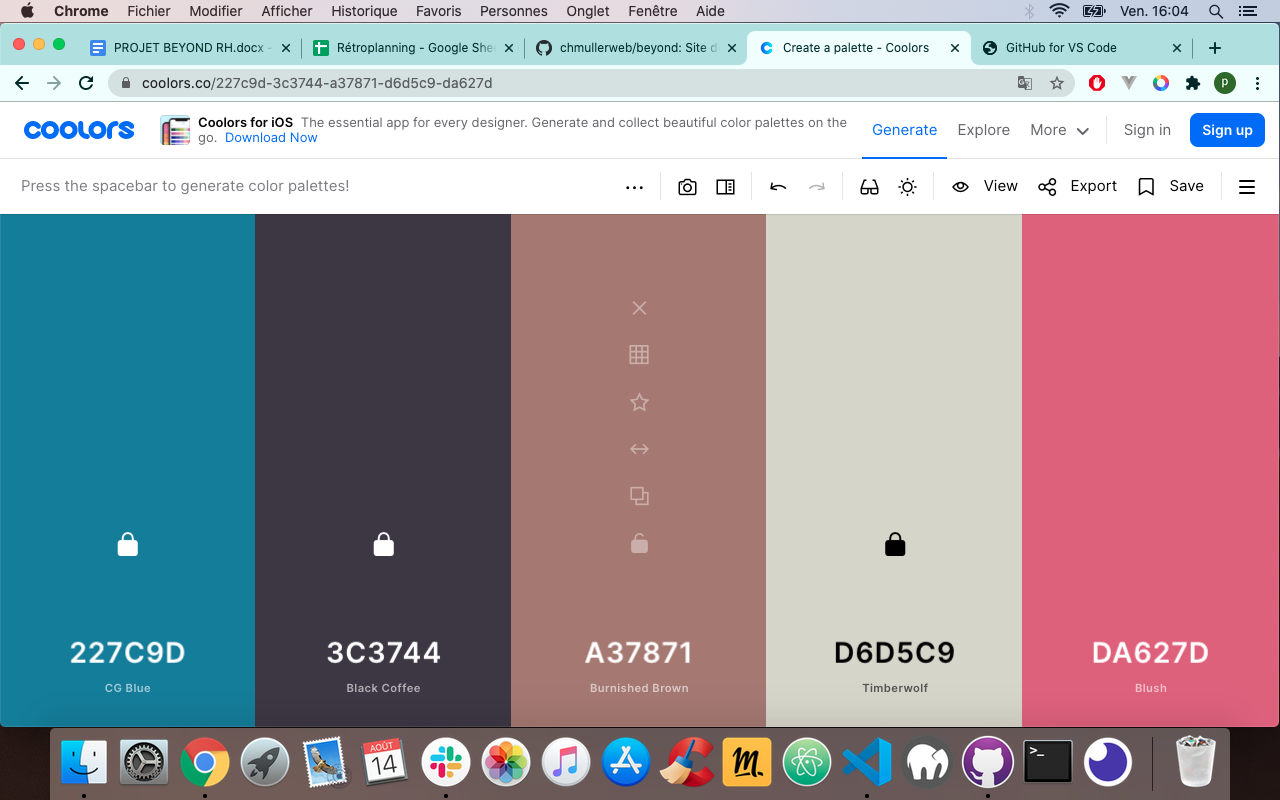 Chrome Fichier Modifier Afficher Historique Favoris Personnes Onglet Fenêtre Aide Ven. 16:04
PROJET BEYOND RH.docx - Rétroplanning - Google She chmullerweb/beyond: Site d Create a palette - Coolors GitHub for VS Code
coolors.co/227c9d-3c3744-a37871-d6d5c9-da627d p
coolors Coolors for iOS The essential app for every designer. Generate and collect beautiful color palettes on the
go. Download Now
Generate Explore More Sign in Sign up
Press the spacebar to generate color palettes! View Export Save
227C9D 3C3744 A37871 D6D5C9 DA627D
CG Blue Black Coffee Burnished Brown Timberwolf Blush
AOÛT
14
m.
>_